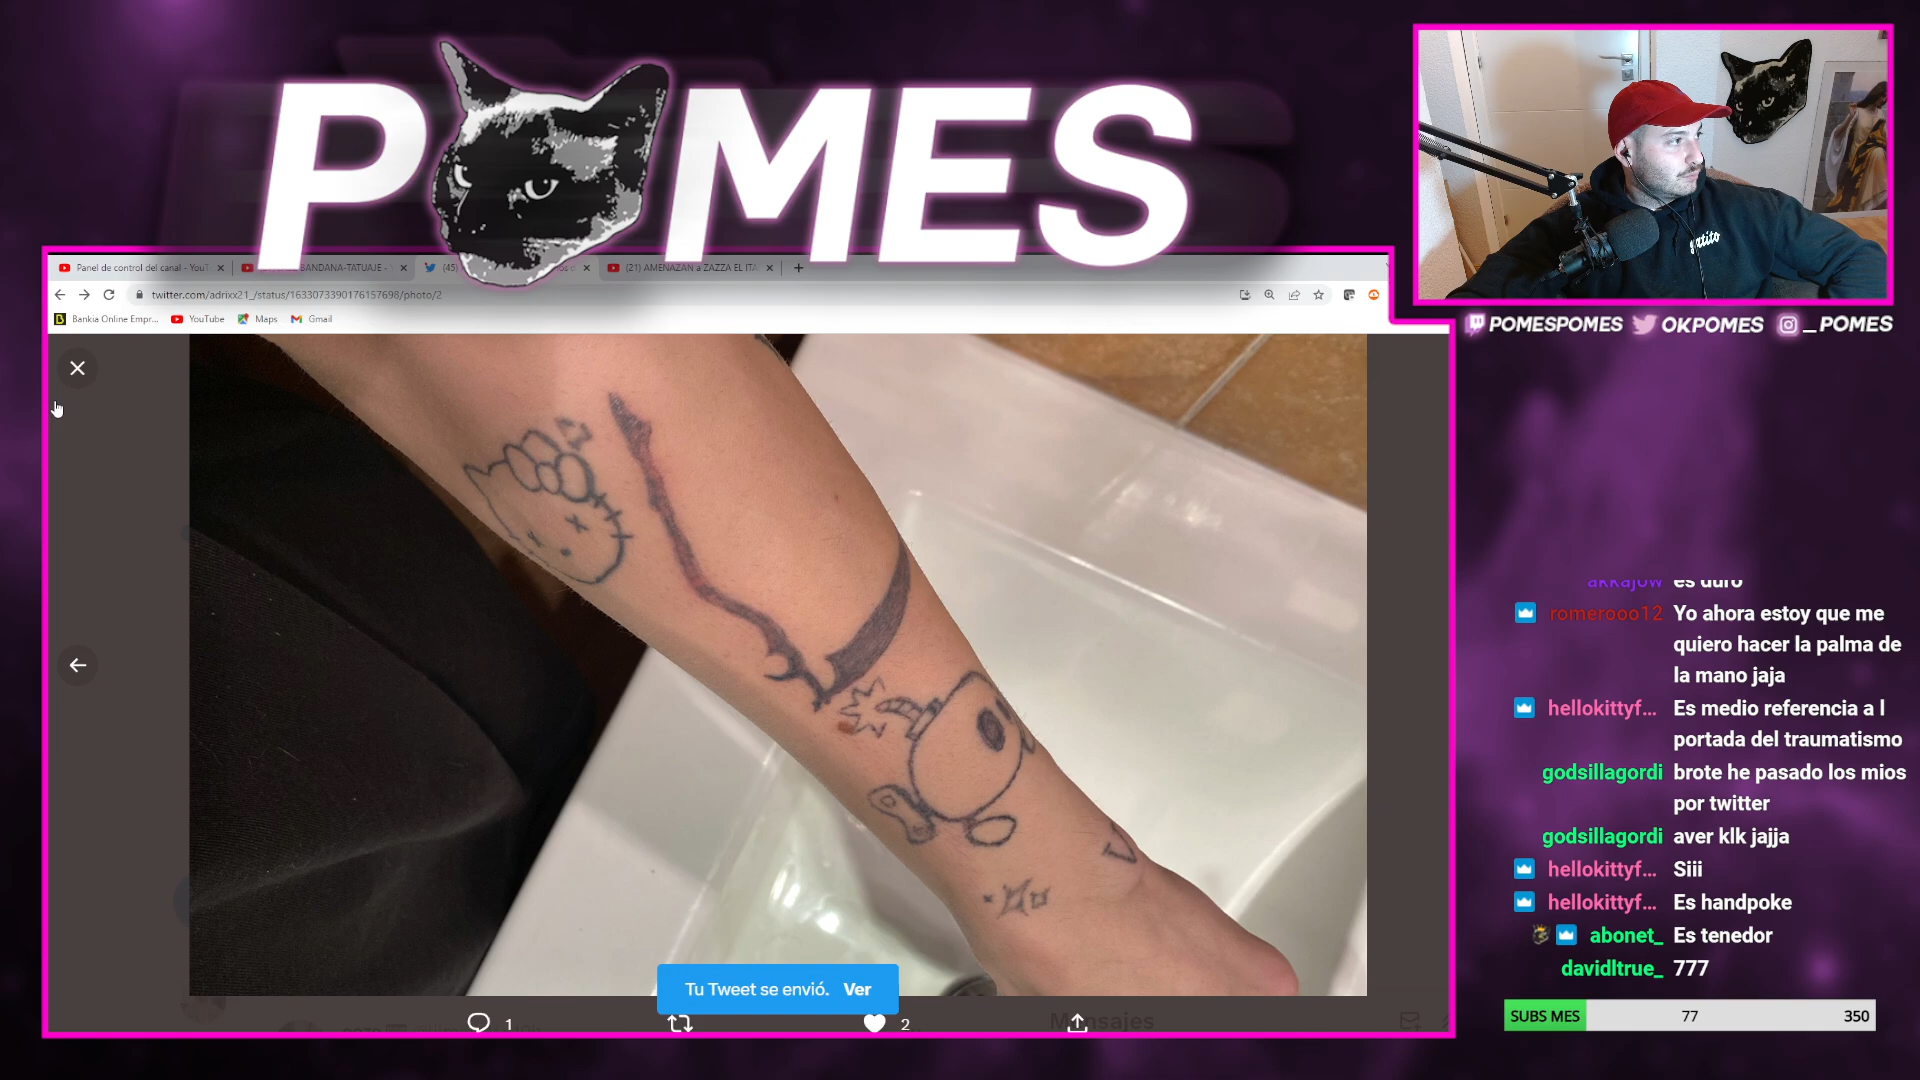 POMES
Panel de control del canal - YouT
BANDANA-TATUAJE -
(45)
(21) AMENAZAN a ZAZZA EL ITA
twitter.com/adrixx21_/status/1633073390176157698/photo/2
Bankia Online Empr...
YouTube
Maps
Gmail
gatito
POMESPOMES
OKPOMES
_POMES
akkajow es duro
romerooo12 Yo ahora estoy que me
quiero hacer la palma de
la mano jaja
hellokittyf... Es medio referencia a l
portada del traumatismo
godsillagordi brote he pasado los mios
por twitter
godsillagordi aver klk jajja
hellokittyf... Siii
hellokittyf... Es handpoke
abonet_ Es tenedor
davidltrue_ 777
Tu Tweet se envió. Ver
1
2
Mensajes
SUBS MES 77 350